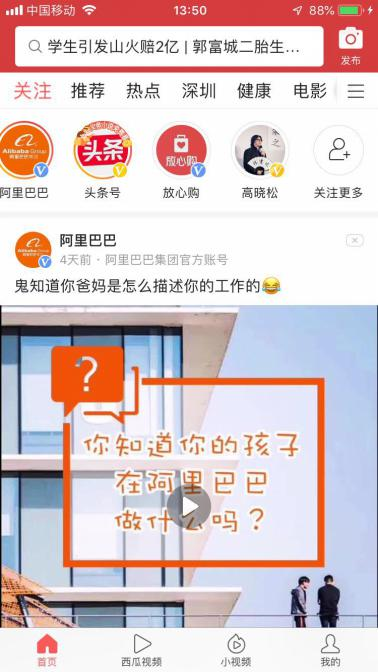 中国移动
13:50
88%
学生引发山火赔2亿 | 郭富城二胎生...
发布
关注 推荐 热点 深圳 健康 电影
Alibaba Group
头条
放心购
阿里巴巴 头条号 放心购 高晓松 关注更多
阿里巴巴
4天前 · 阿里巴巴集团官方账号
鬼知道你爸妈是怎么描述你的工作的😂
?
你知道你的孩子
在阿里巴巴
做什么吗？
首页 西瓜视频 小视频 我的